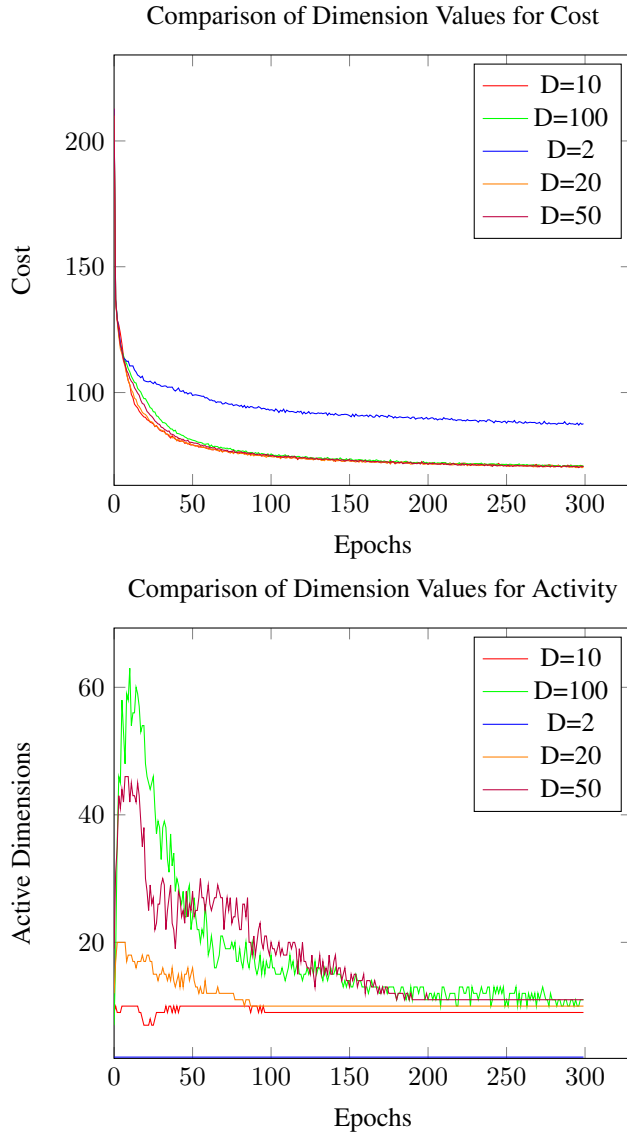 Comparison of Dimension Values for Cost
D=10
D=100
D=2
D=20
D=50
200
150
100
Cost
0 50 100 150 200 250 300
Epochs
Comparison of Dimension Values for Activity
D=10
D=100
D=2
D=20
D=50
60
40
20
Active Dimensions
0 50 100 150 200 250 300
Epochs